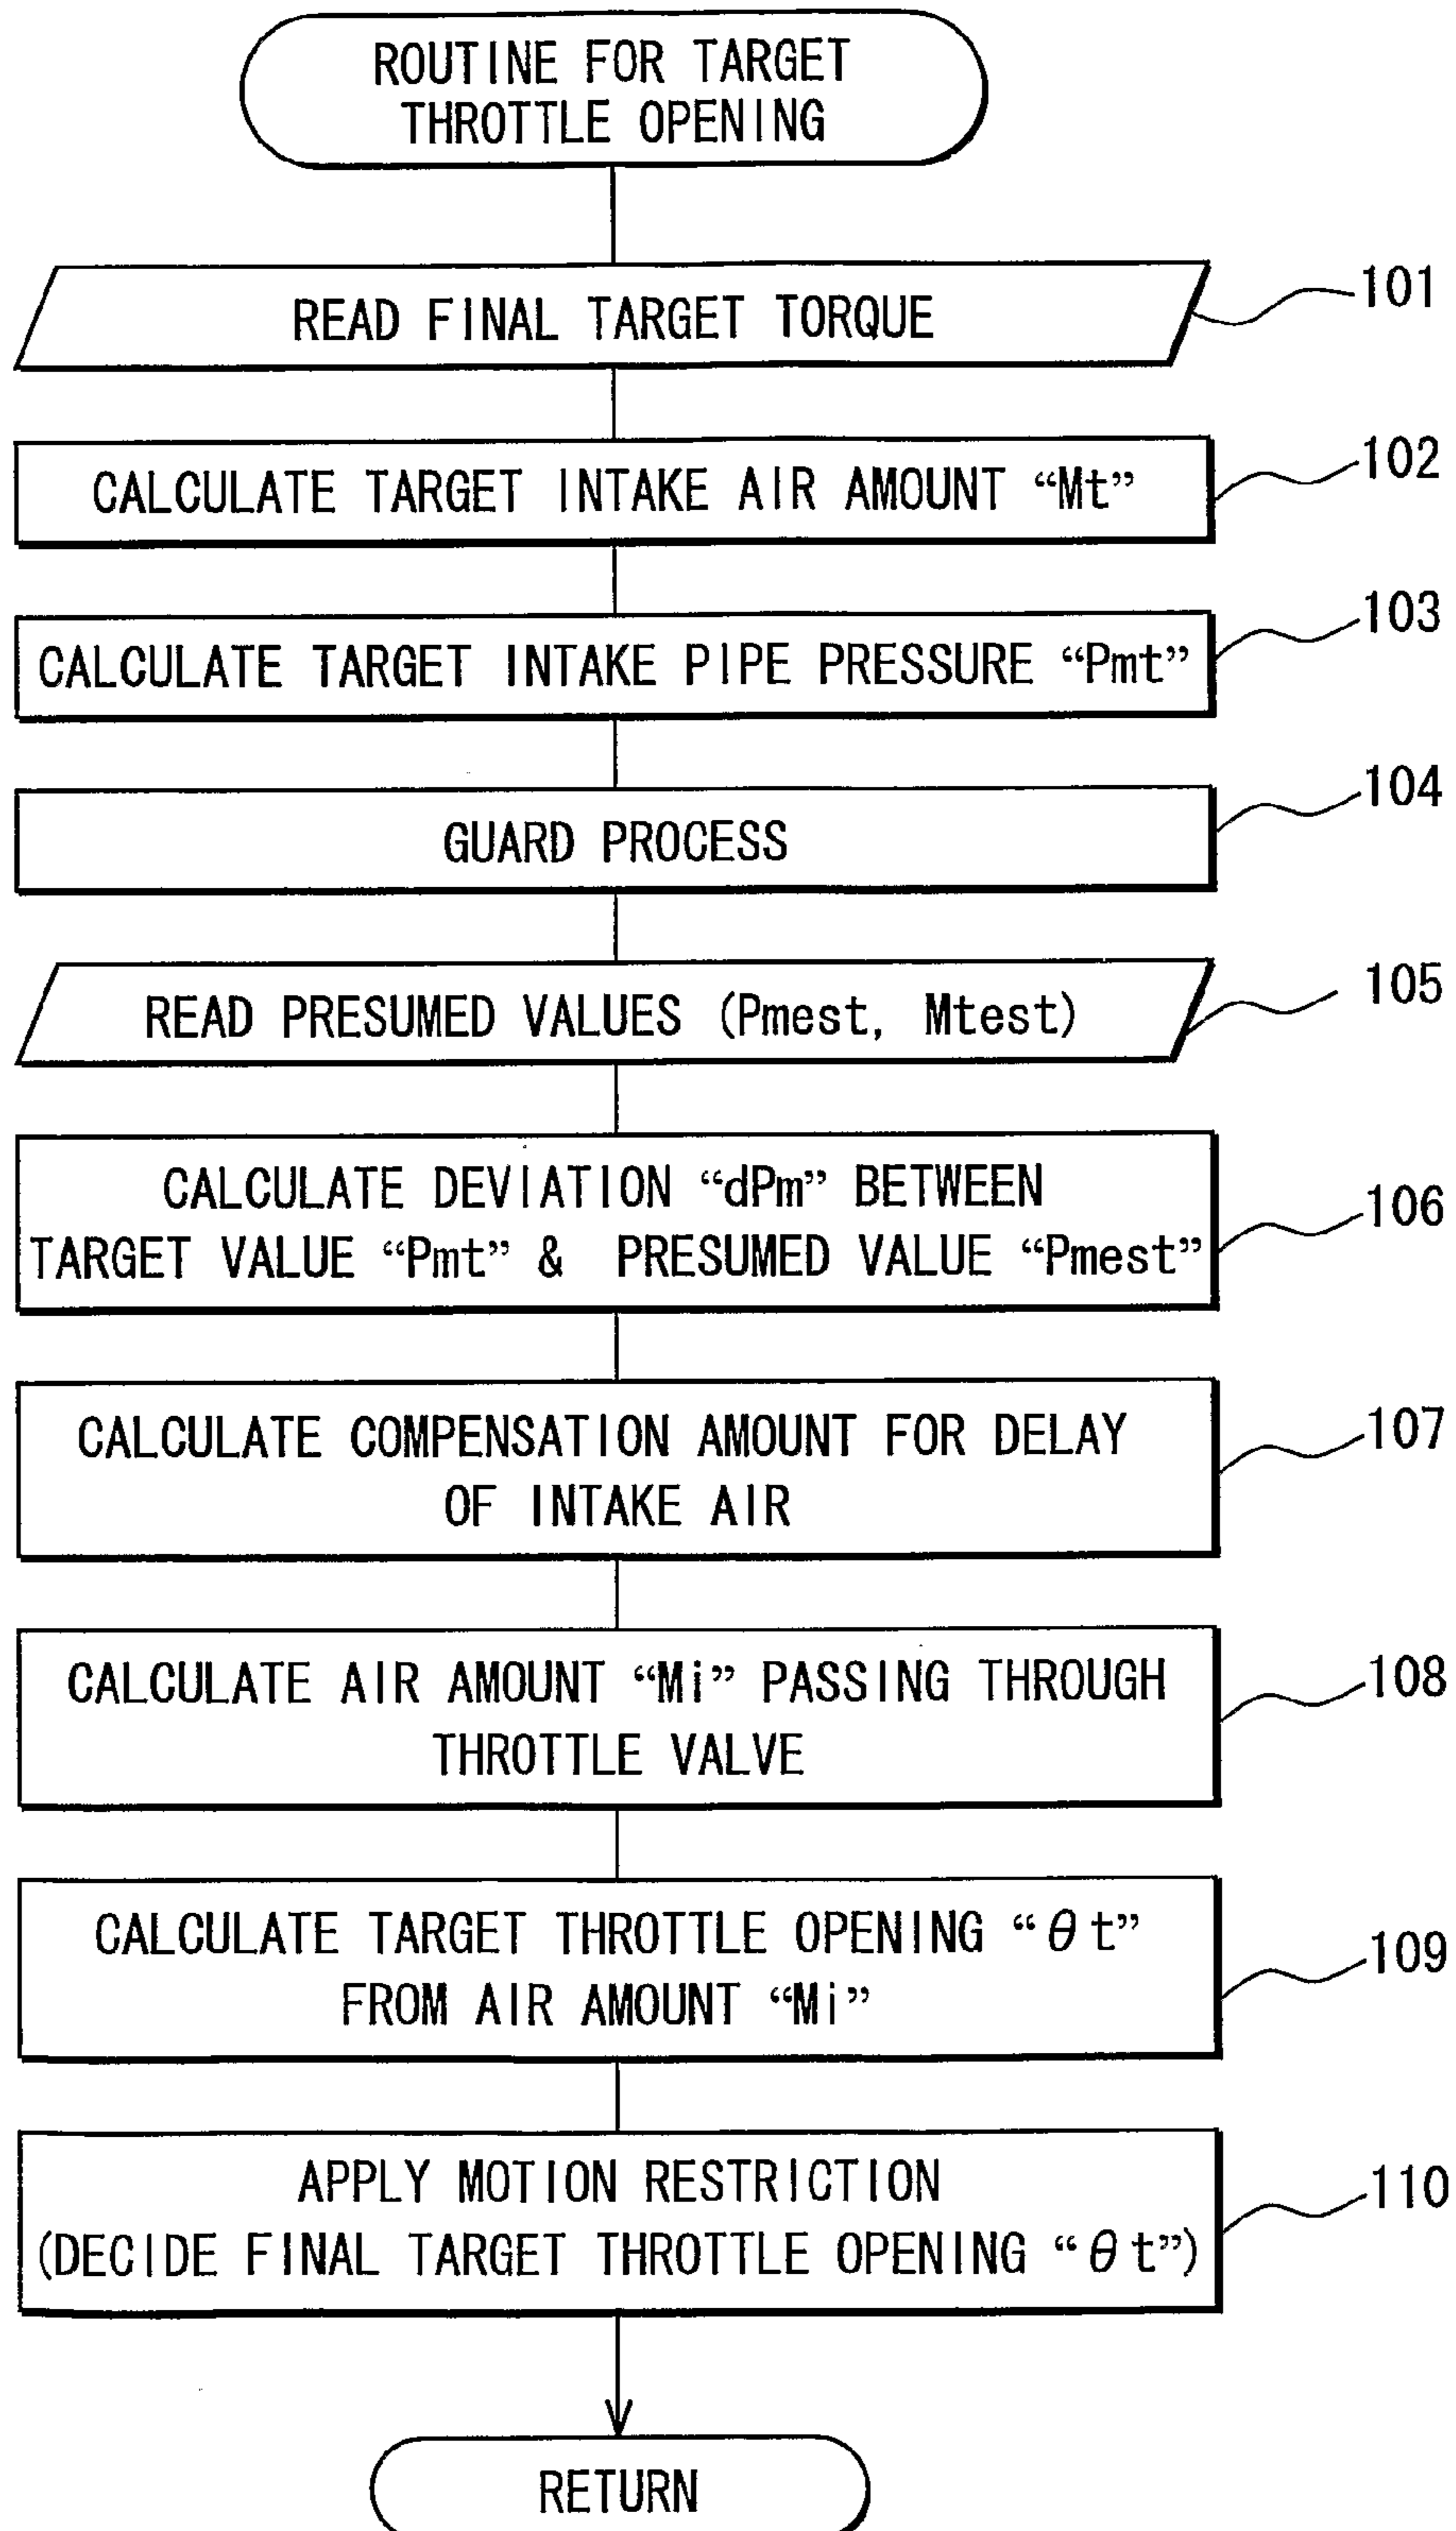 ROUTINE FOR TARGET
THROTTLE OPENING
READ FINAL TARGET TORQUE
101
CALCULATE TARGET INTAKE AIR AMOUNT “Mt”
102
CALCULATE TARGET INTAKE PIPE PRESSURE “Pmt”
103
GUARD PROCESS
104
READ PRESUMED VALUES (Pmest, Mtest)
105
CALCULATE DEVIATION “dPm” BETWEEN
TARGET VALUE “Pmt” & PRESUMED VALUE “Pmest”
106
CALCULATE COMPENSATION AMOUNT FOR DELAY
OF INTAKE AIR
107
CALCULATE AIR AMOUNT “Mi” PASSING THROUGH
THROTTLE VALVE
108
CALCULATE TARGET THROTTLE OPENING “θt”
FROM AIR AMOUNT “Mi”
109
APPLY MOTION RESTRICTION
(DECIDE FINAL TARGET THROTTLE OPENING “θt”)
110
RETURN